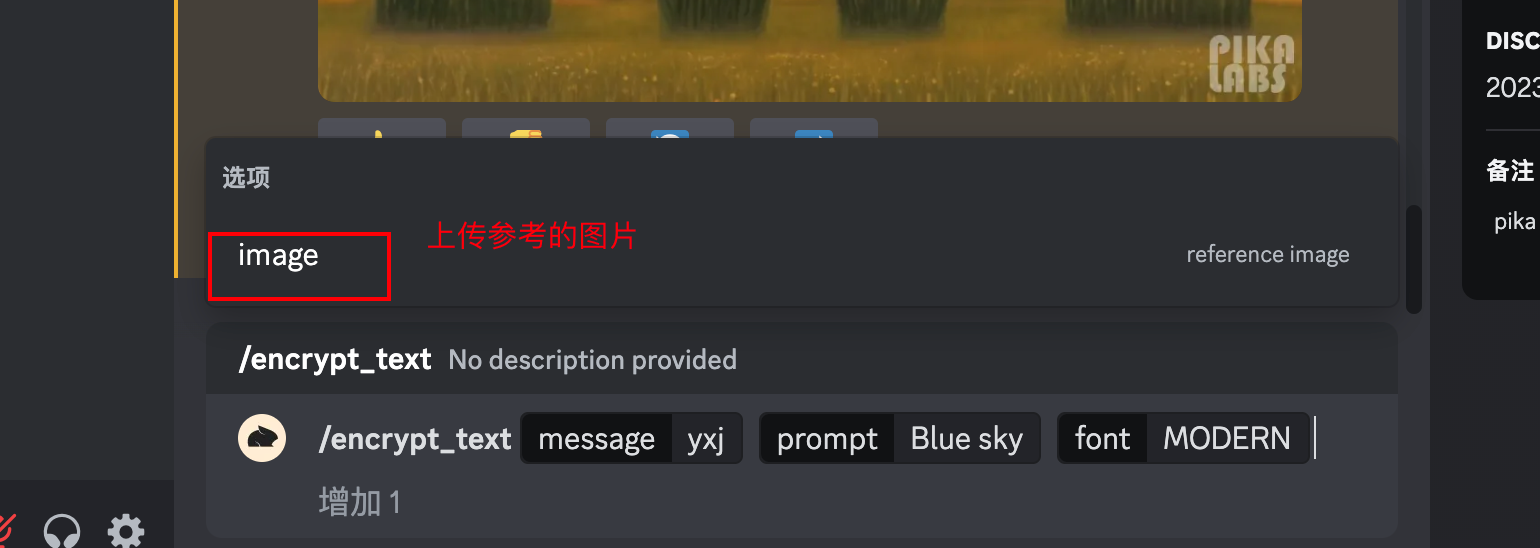 PIKA
LABS
DISC
2023
备注
pika
选项
image
上传参考的图片
reference image
/encrypt_text No description provided
/encrypt_text message yxj prompt Blue sky font MODERN
增加 1